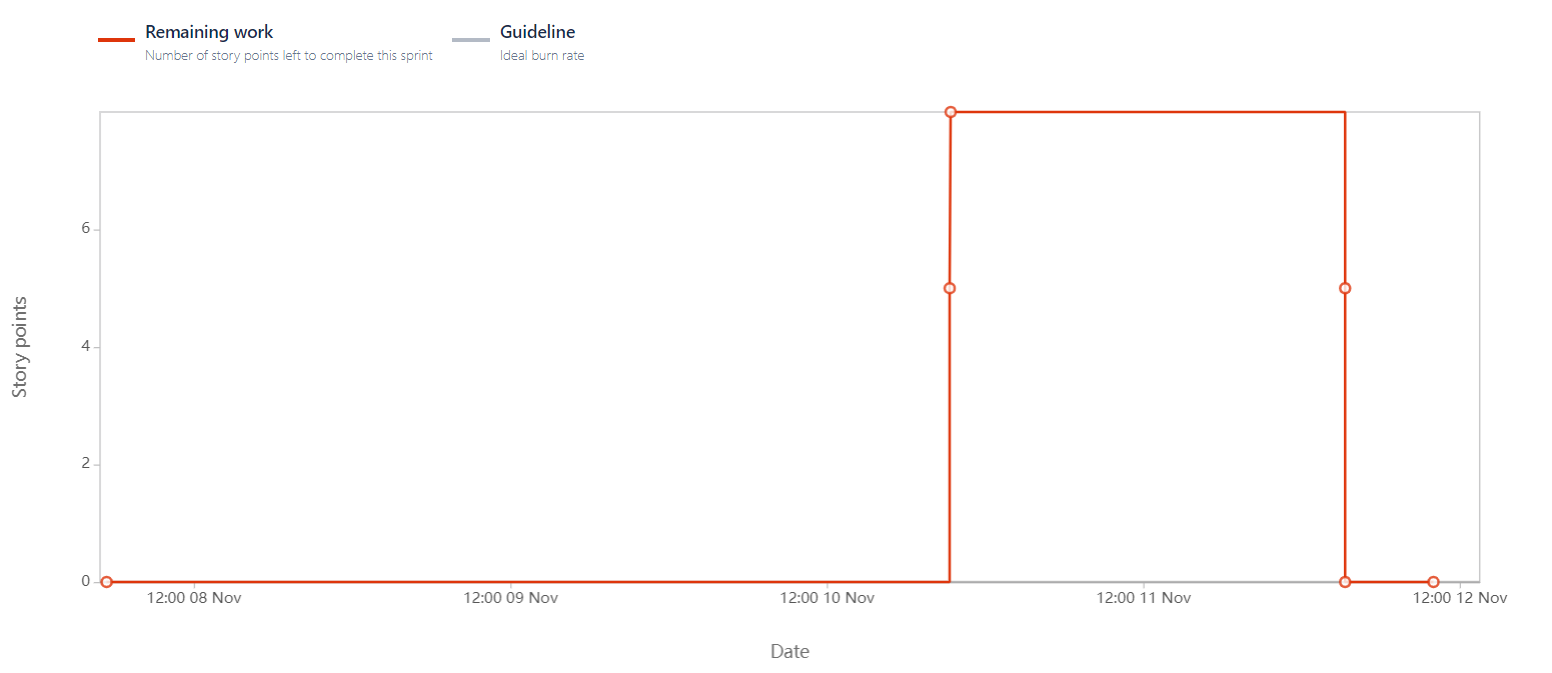 Remaining work
Number of story points left to complete this sprint
Guideline
Ideal burn rate
6
4
2
0
Story points
12:00 08 Nov
12:00 09 Nov
12:00 10 Nov
12:00 11 Nov
12:00 12 Nov
Date